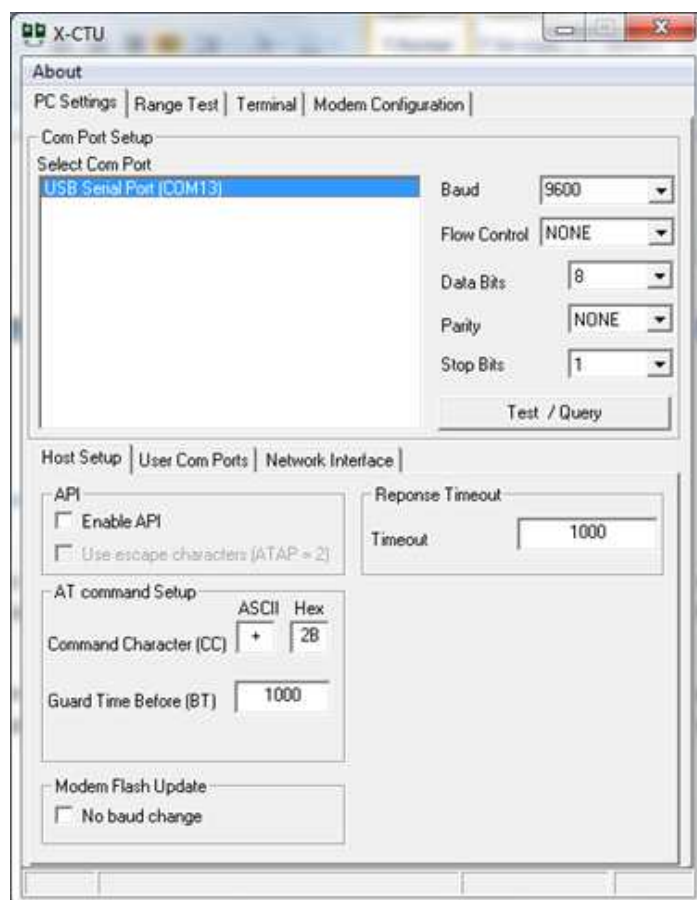 X-CTU
About
PC Settings Range Test Terminal Modem Configuration
Com Port Setup
Select Com Port
USB Serial Port (COM13)
Baud 9600
Flow Control NONE
Data Bits 8
Parity NONE
Stop Bits 1
Test / Query
Host Setup User Com Ports Network Interface
API
Enable API
Use escape characters (ATAP = 2)
Reponse Timeout
Timeout 1000
AT command Setup
ASCII Hex
Command Character (CC) + 2B
Guard Time Before (BT) 1000
Modem Flash Update
No baud change